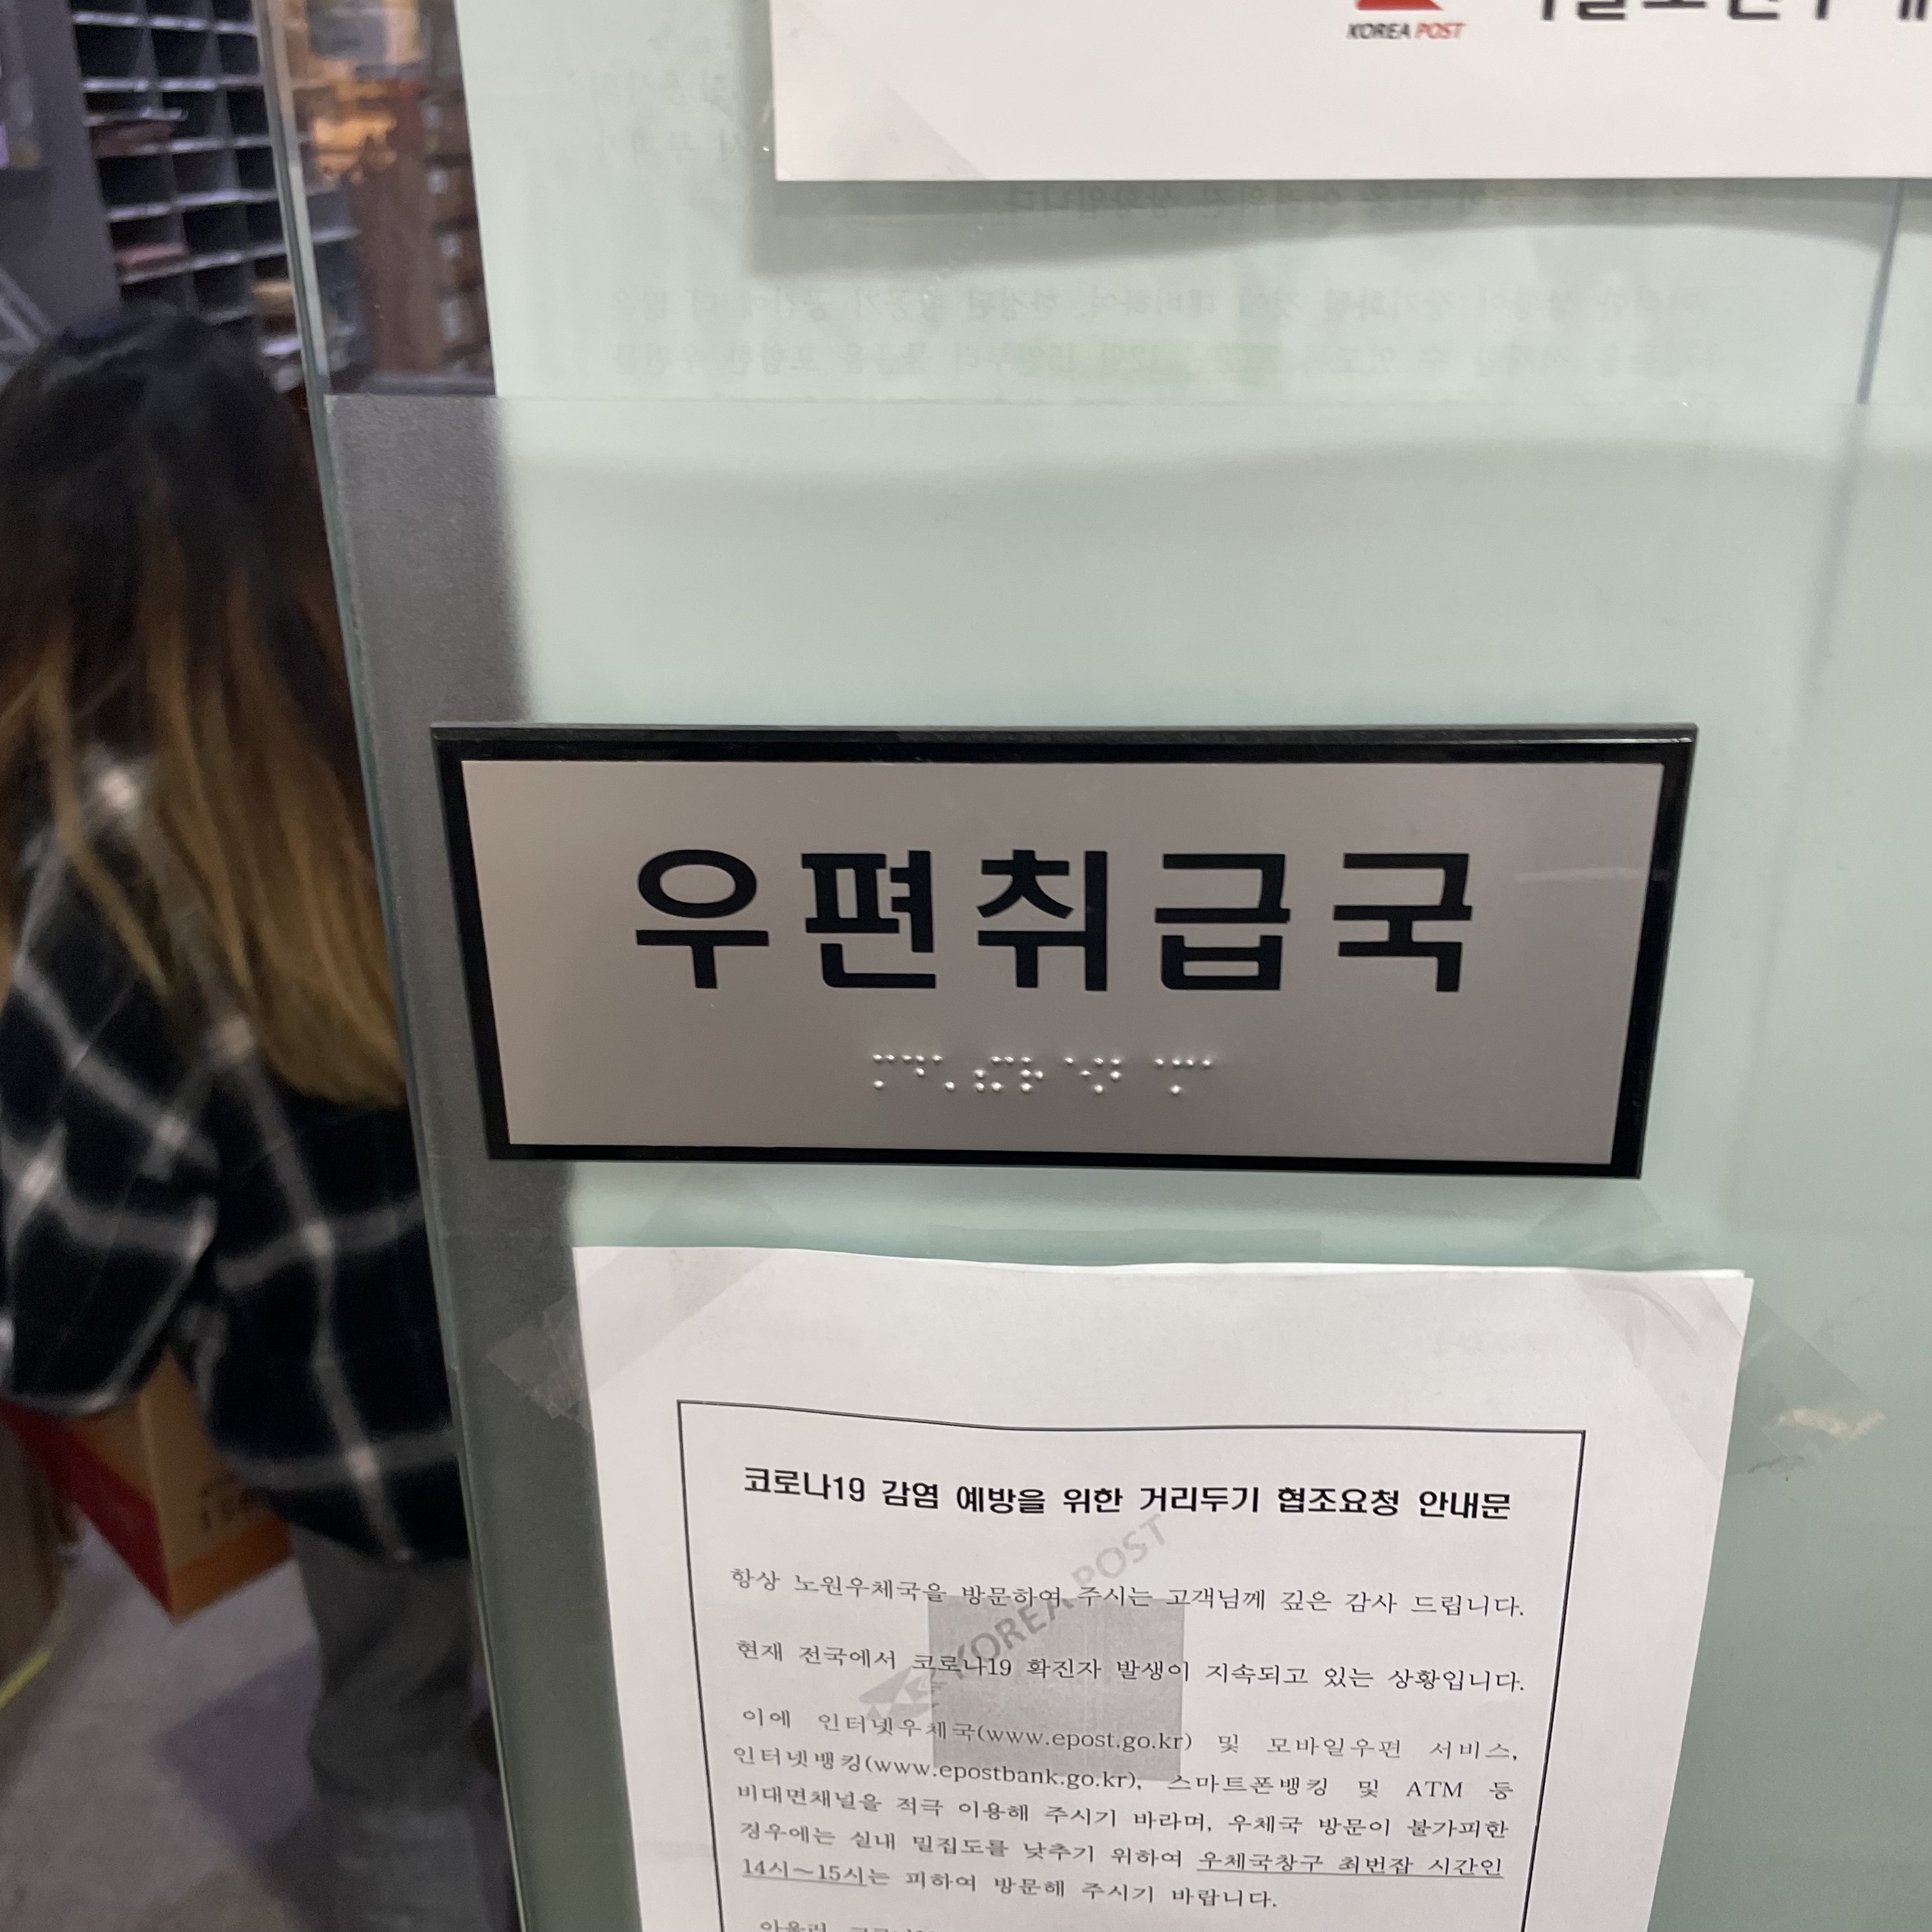 KOREA POST
우편취급국
코로나19 감염 예방을 위한 거리두기 협조요청 안내문
항상 노원우체국을 방문하여 주시는 고객님께 깊은 감사 드립니다.
현재 전국에서 코로나19 확진자 발생이 지속되고 있는 상황입니다.
이에 인터넷우체국(www.epost.go.kr) 및 모바일우편 서비스,
인터넷뱅킹(www.epostbank.go.kr), 스마트폰뱅킹 및 ATM 등
비대면채널을 적극 이용해 주시기 바라며, 우체국 방문이 불가피한
경우에는 실내 밀집도를 낮추기 위하여 우체국창구 최번잡 시간인
14시~15시는 피하여 방문해 주시기 바랍니다.
KOREA POST